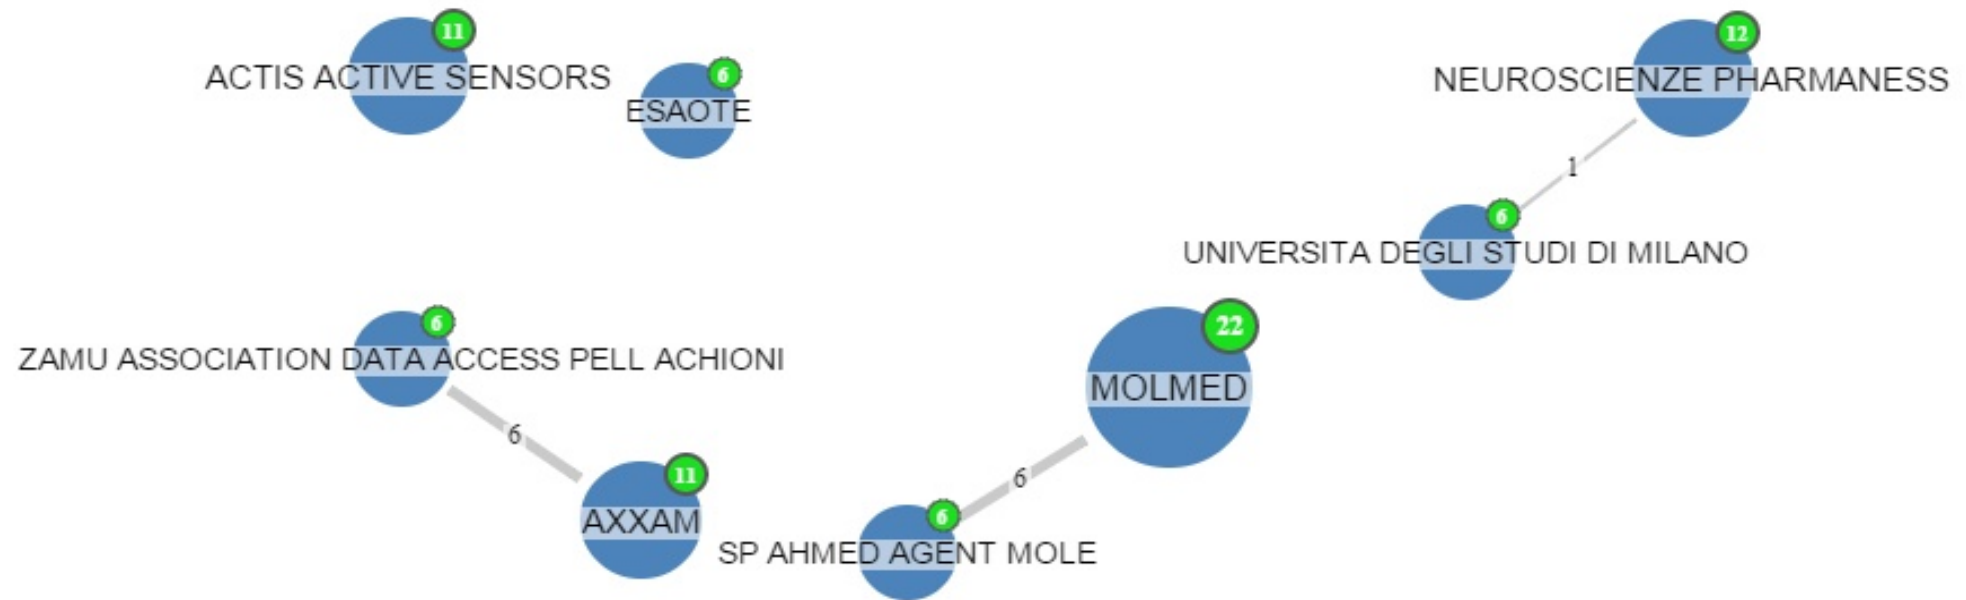 11
ACTIS ACTIVE SENSORS
6
ESAOTE
12
NEUROSCIENZE PHARMANESS
1
6
UNIVERSITA DEGLI STUDI DI MILANO
6
ZAMU ASSOCIATION DATA ACCESS PELL ACHIONI
22
MOLMED
6
11
AXXAM
6
6
SP AHMED AGENT MOLE